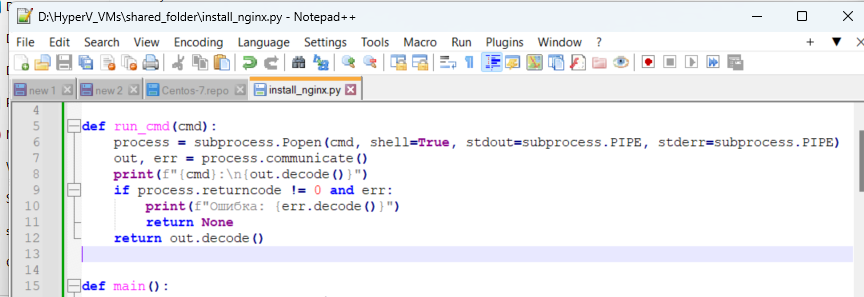 D:\HyperV_VMs\shared_folder\install_nginx.py - Notepad++
File Edit Search View Encoding Language Settings Tools Macro Run Plugins Window ?
new 1 new 2 Centos-7.repo install_nginx.py
4
5 def run_cmd(cmd):
6 process = subprocess.Popen(cmd, shell=True, stdout=subprocess.PIPE, stderr=subprocess.PIPE)
7 out, err = process.communicate()
8 print(f"{cmd}:\n{out.decode()}")
9 if process.returncode != 0 and err:
10 print(f"Ошибка: {err.decode()}")
11 return None
12 return out.decode()
13
14
15 def main():